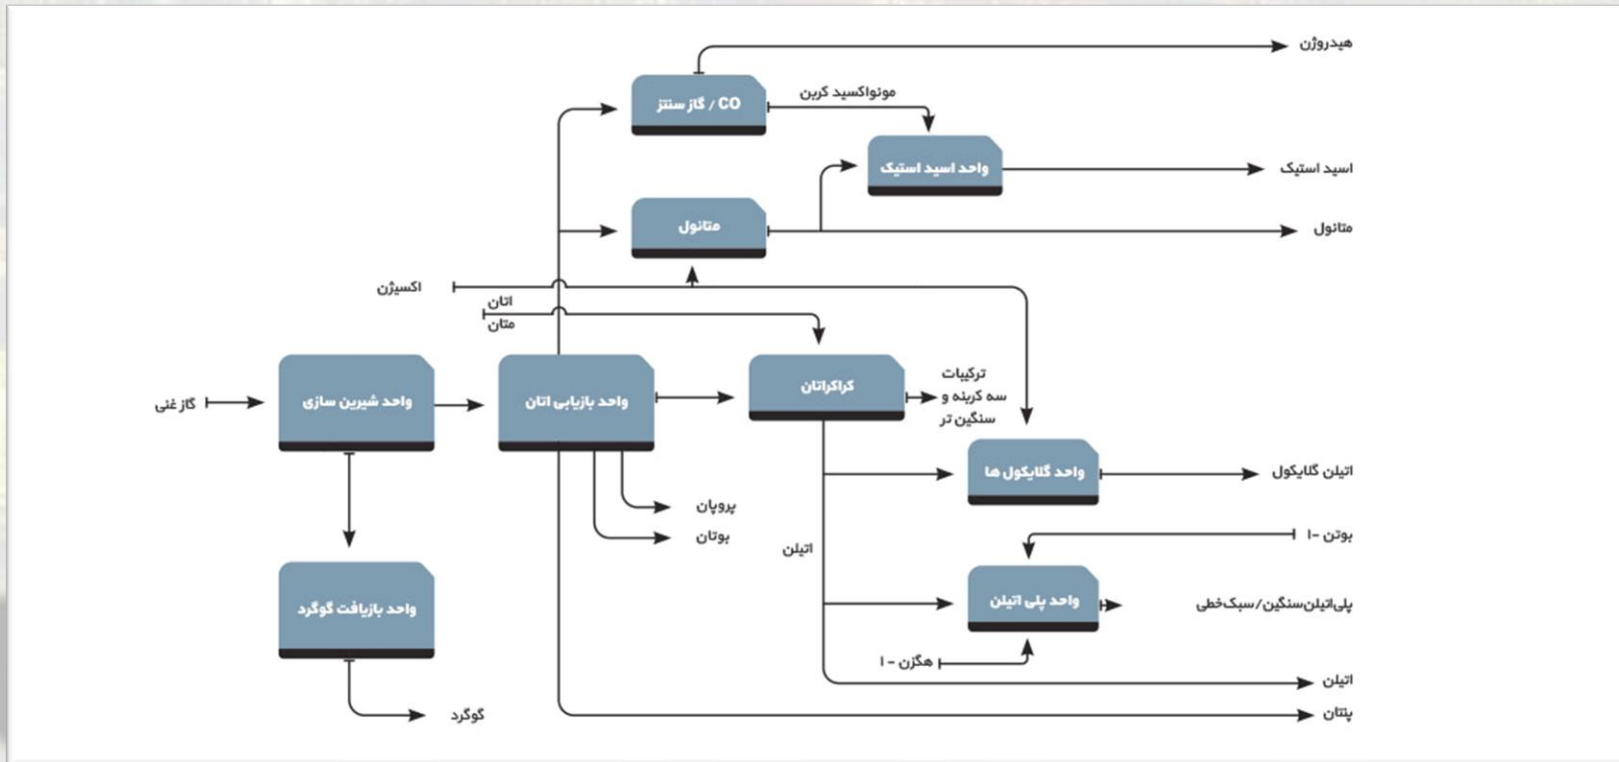 هیدروژن
CO / گاز سنتز
مونواکسید کربن
واحد اسید استیک
اسید استیک
متانول
متانول
اکسیژن
اتان
متان
گاز غنی
واحد شیرین سازی
واحد بازیابی اتان
کراکراتان
ترکیبات
سه کربنه و
سنگین تر
واحد گلایکول ها
اتیلن گلایکول
پروپان
بوتان
اتیلن
بوتن -۱
واحد بازیافت گوگرد
واحد پلی اتیلن
پلی‌اتیلن‌سنگین/سبک‌خطی
هگزن - ۱
اتیلن
گوگرد
پنتان